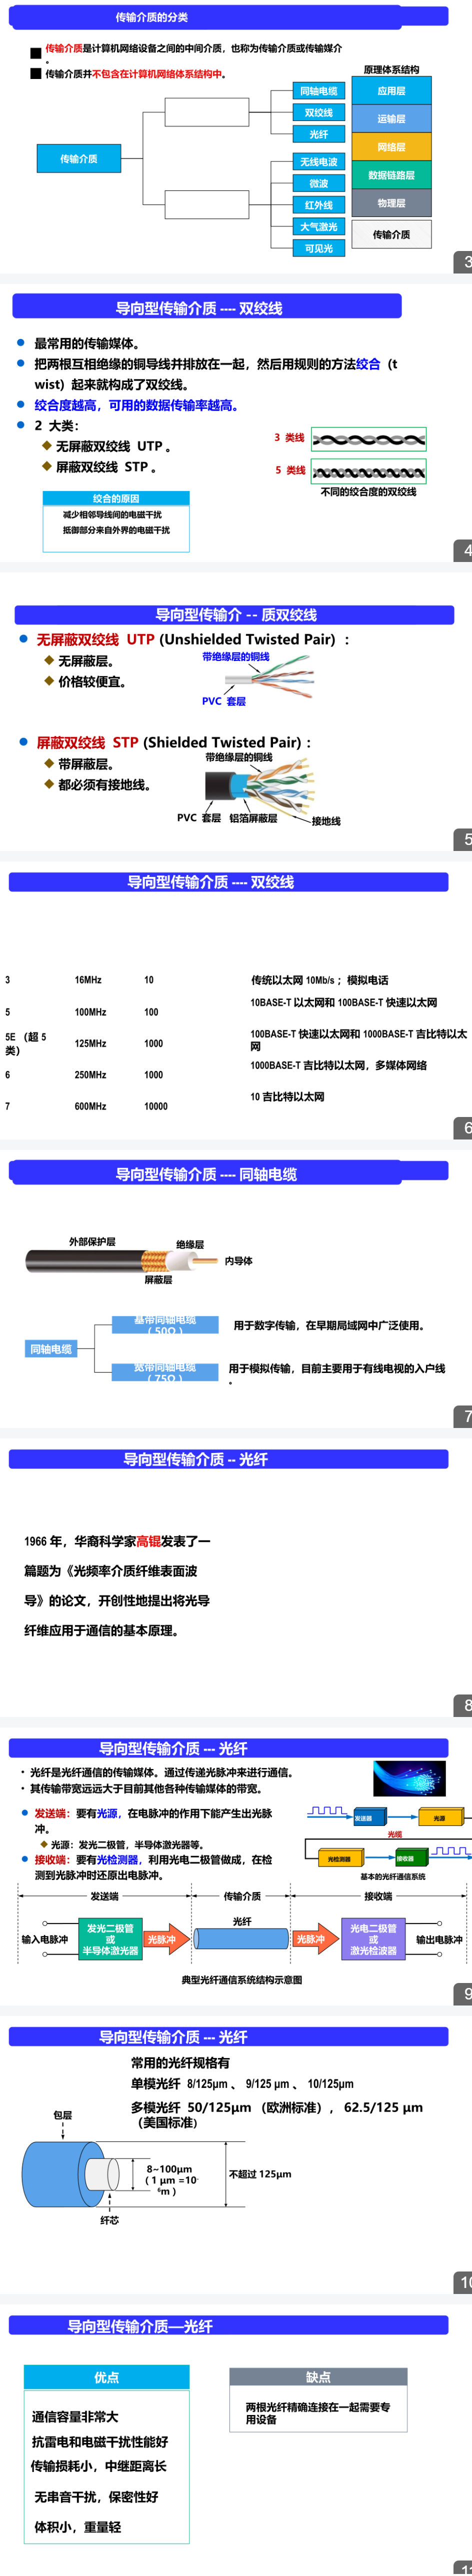 传输介质的分类
传输介质是计算机网络设备之间的中间介质，也称为传输介质或传输媒介
。
传输介质并不包含在计算机网络体系结构中。
原理体系结构
同轴电缆
双绞线
光纤
传输介质
无线电波
微波
红外线
大气激光
可见光
应用层
运输层
网络层
数据链路层
物理层
传输介质
3
导向型传输介质 ---- 双绞线
最常用的传输媒体。
把两根互相绝缘的铜导线并排放在一起，然后用规则的方法绞合（t
wist）起来就构成了双绞线。
绞合度越高，可用的数据传输率越高。
2 大类：
无屏蔽双绞线 UTP 。
屏蔽双绞线 STP 。
3 类线
5 类线
不同的绞合度的双绞线
绞合的原因
减少相邻导线间的电磁干扰
抵御部分来自外界的电磁干扰
4
导向型传输介 -- 质双绞线
无屏蔽双绞线 UTP (Unshielded Twisted Pair) ：
无屏蔽层。
价格较便宜。
带绝缘层的铜线
PVC 套层
屏蔽双绞线 STP (Shielded Twisted Pair)：
带屏蔽层。
都必须有接地线。
带绝缘层的铜线
PVC 套层 铝箔屏蔽层
接地线
5
导向型传输介质 ---- 双绞线
3 16MHz 10 传统以太网 10Mb/s ；模拟电话
5 100MHz 100 10BASE-T 以太网和 100BASE-T 快速以太网
5E （超 5
类） 125MHz 1000 100BASE-T 快速以太网和 1000BASE-T 吉比特以太
网
6 250MHz 1000 1000BASE-T 吉比特以太网，多媒体网络
7 600MHz 10000 10 吉比特以太网
6
导向型传输介质 ---- 同轴电缆
外部保护层
绝缘层
内导体
屏蔽层
同轴电缆
基带同轴电缆
（ 50Ω ）
用于数字传输，在早期局域网中广泛使用。
宽带同轴电缆
（ 75Ω ）
用于模拟传输，目前主要用于有线电视的入户线
。
7
导向型传输介质 -- 光纤
1966 年，华裔科学家高锟发表了一
篇题为《光频率介质纤维表面波
导》的论文，开创性地提出将光导
纤维应用于通信的基本原理。
8
导向型传输介质 --- 光纤
• 光纤是光纤通信的传输媒体。通过传递光脉冲来进行通信。
• 其传输带宽远远大于目前其他各种传输媒体的带宽。
发送端：要有光源，在电脉冲的作用下能产生出光脉
冲。
光源：发光二极管，半导体激光器等。
接收端：要有光检测器，利用光电二极管做成，在检
测到光脉冲时还原出电脉冲。
发送器
光源
光缆
光检测器
接收器
基本的光纤通信系统
发送端
传输介质
接收端
输入电脉冲
发光二极管
或
半导体激光器
光脉冲
光纤
光脉冲
光电二极管
或
激光检波器
输出电脉冲
典型光纤通信系统结构示意图
9
导向型传输介质 --- 光纤
常用的光纤规格有
单模光纤 8/125μm 、 9/125 μm 、 10/125μm
多模光纤 50/125μm （欧洲标准）， 62.5/125 μm
（美国标准）
包层
8~100μm
（ 1 μm =10-
6m ）
不超过 125μm
纤芯
10
导向型传输介质—光纤
优点
通信容量非常大
抗雷电和电磁干扰性能好
传输损耗小，中继距离长
无串音干扰，保密性好
体积小，重量轻
缺点
两根光纤精确连接在一起需要专
用设备